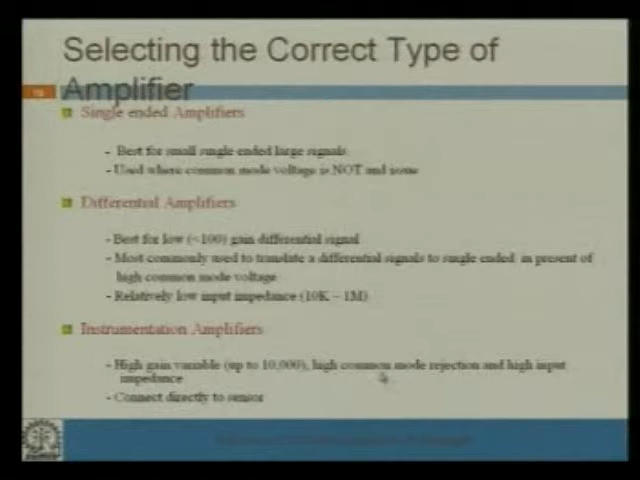 Selecting the Correct Type of
Amplifier
Single ended Amplifiers
- Best for small single ended large signals
- Used where common mode voltage is NOT and some
Differential Amplifiers
- Best for low (<100) gain differential signal
- Most commonly used to translate a differential signals to single ended in present of
high common mode voltage
- Relatively low input impedance (10K – 1M)
Instrumentation Amplifiers
- High gain variable (up to 10,000), high common mode rejection and high input
impedance
- Connect directly to sensor